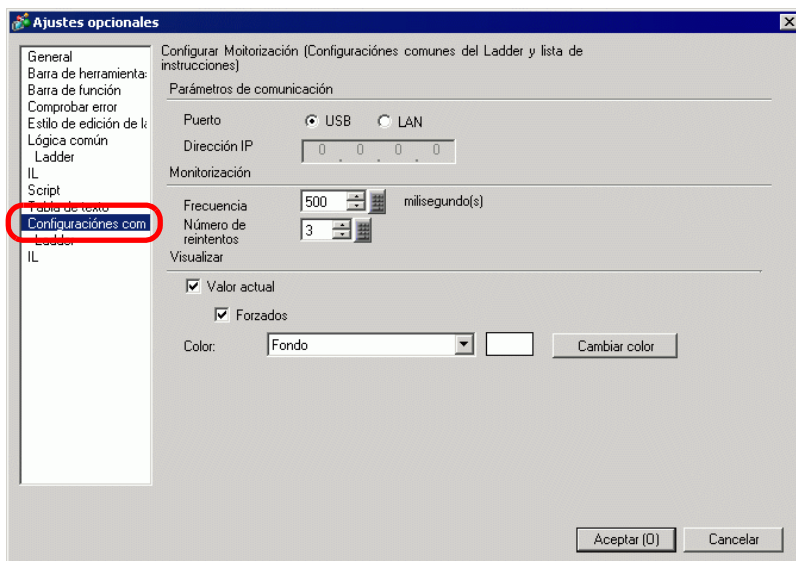 Ajustes opcionales
General
Barra de herramienta:
Barra de función
Comprobar error
Estilo de edición de la
Lógica común
Ladder
IL
Script
Tabla de texto
Configuraciónes com
Ladder
IL
Configurar Moitorización (Configuraciónes comunes del Ladder y lista de
instrucciones)
Parámetros de comunicación
Puerto USB LAN
Dirección IP 0 . 0 . 0 . 0
Monitorización
Frecuencia 500 milisegundo(s)
Número de
reintentos 3
Visualizar
Valor actual
Forzados
Color: Fondo Cambiar color
Aceptar (O) Cancelar